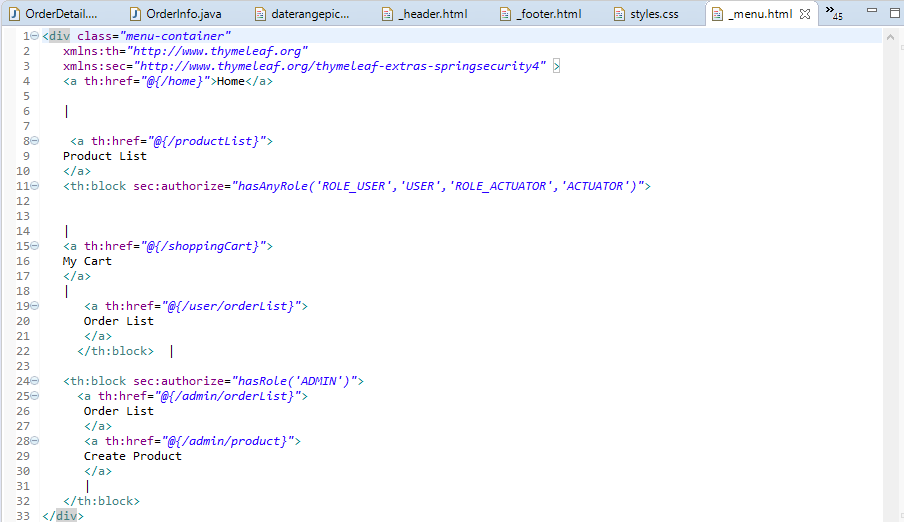 OrderDetail.... OrderInfo.java daterangepic... _header.html _footer.html styles.css _menu.html 45
1 <div class="menu-container"
2 xmlns:th="http://www.thymeleaf.org"
3 xmlns:sec="http://www.thymeleaf.org/thymeleaf-extras-springsecurity4" >
4 <a th:href="@{/home}">Home</a>
5
6 |
7
8 <a th:href="@{/productList}">
9 Product List
10 </a>
11 <th:block sec:authorize="hasAnyRole('ROLE_USER','USER','ROLE_ACTUATOR','ACTUATOR')">
12
13
14 |
15 <a th:href="@{/shoppingCart}">
16 My Cart
17 </a>
18 |
19 <a th:href="@{/user/orderList}">
20 Order List
21 </a>
22 </th:block> |
23
24 <th:block sec:authorize="hasRole('ADMIN')">
25 <a th:href="@{/admin/orderList}">
26 Order List
27 </a>
28 <a th:href="@{/admin/product}">
29 Create Product
30 </a>
31 |
32 </th:block>
33 </div>